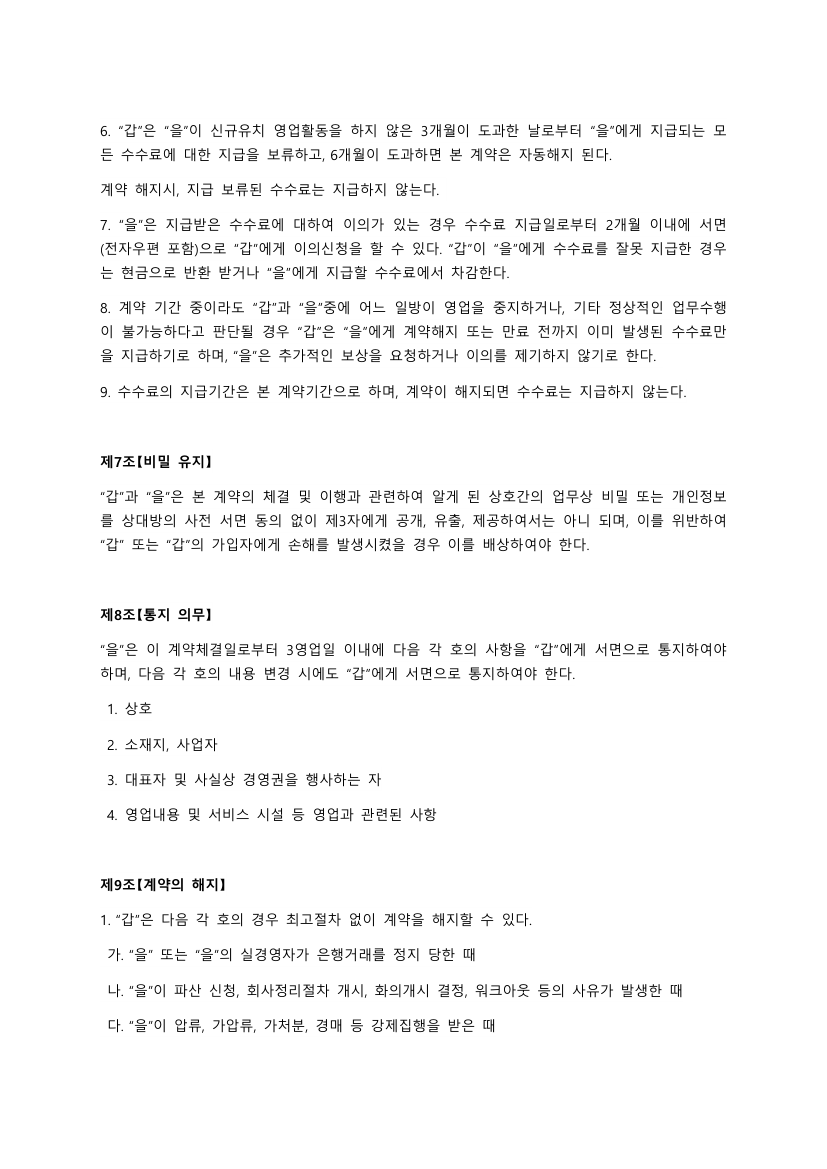 6. “갑”은 “을”이 신규유치 영업활동을 하지 않은 3개월이 도과한 날로부터 “을”에게 지급되는 모
든 수수료에 대한 지급을 보류하고, 6개월이 도과하면 본 계약은 자동해지 된다.
계약 해지시, 지급 보류된 수수료는 지급하지 않는다.
7. “을”은 지급받은 수수료에 대하여 이의가 있는 경우 수수료 지급일로부터 2개월 이내에 서면
(전자우편 포함)으로 “갑”에게 이의신청을 할 수 있다. “갑”이 “을”에게 수수료를 잘못 지급한 경우
는 현금으로 반환 받거나 “을”에게 지급할 수수료에서 차감한다.
8. 계약 기간 중이라도 “갑”과 “을”중에 어느 일방이 영업을 중지하거나, 기타 정상적인 업무수행
이 불가능하다고 판단될 경우 “갑”은 “을”에게 계약해지 또는 만료 전까지 이미 발생된 수수료만
을 지급하기로 하며, “을”은 추가적인 보상을 요청하거나 이의를 제기하지 않기로 한다.
9. 수수료의 지급기간은 본 계약기간으로 하며, 계약이 해지되면 수수료는 지급하지 않는다.
제7조【비밀 유지】
“갑”과 “을”은 본 계약의 체결 및 이행과 관련하여 알게 된 상호간의 업무상 비밀 또는 개인정보
를 상대방의 사전 서면 동의 없이 제3자에게 공개, 유출, 제공하여서는 아니 되며, 이를 위반하여
“갑” 또는 “갑”의 가입자에게 손해를 발생시켰을 경우 이를 배상하여야 한다.
제8조【통지 의무】
“을”은 이 계약체결일로부터 3영업일 이내에 다음 각 호의 사항을 “갑”에게 서면으로 통지하여야
하며, 다음 각 호의 내용 변경 시에도 “갑”에게 서면으로 통지하여야 한다.
1. 상호
2. 소재지, 사업자
3. 대표자 및 사실상 경영권을 행사하는 자
4. 영업내용 및 서비스 시설 등 영업과 관련된 사항
제9조【계약의 해지】
1. “갑”은 다음 각 호의 경우 최고절차 없이 계약을 해지할 수 있다.
가. “을” 또는 “을”의 실경영자가 은행거래를 정지 당한 때
나. “을”이 파산 신청, 회사정리절차 개시, 화의개시 결정, 워크아웃 등의 사유가 발생한 때
다. “을”이 압류, 가압류, 가처분, 경매 등 강제집행을 받은 때